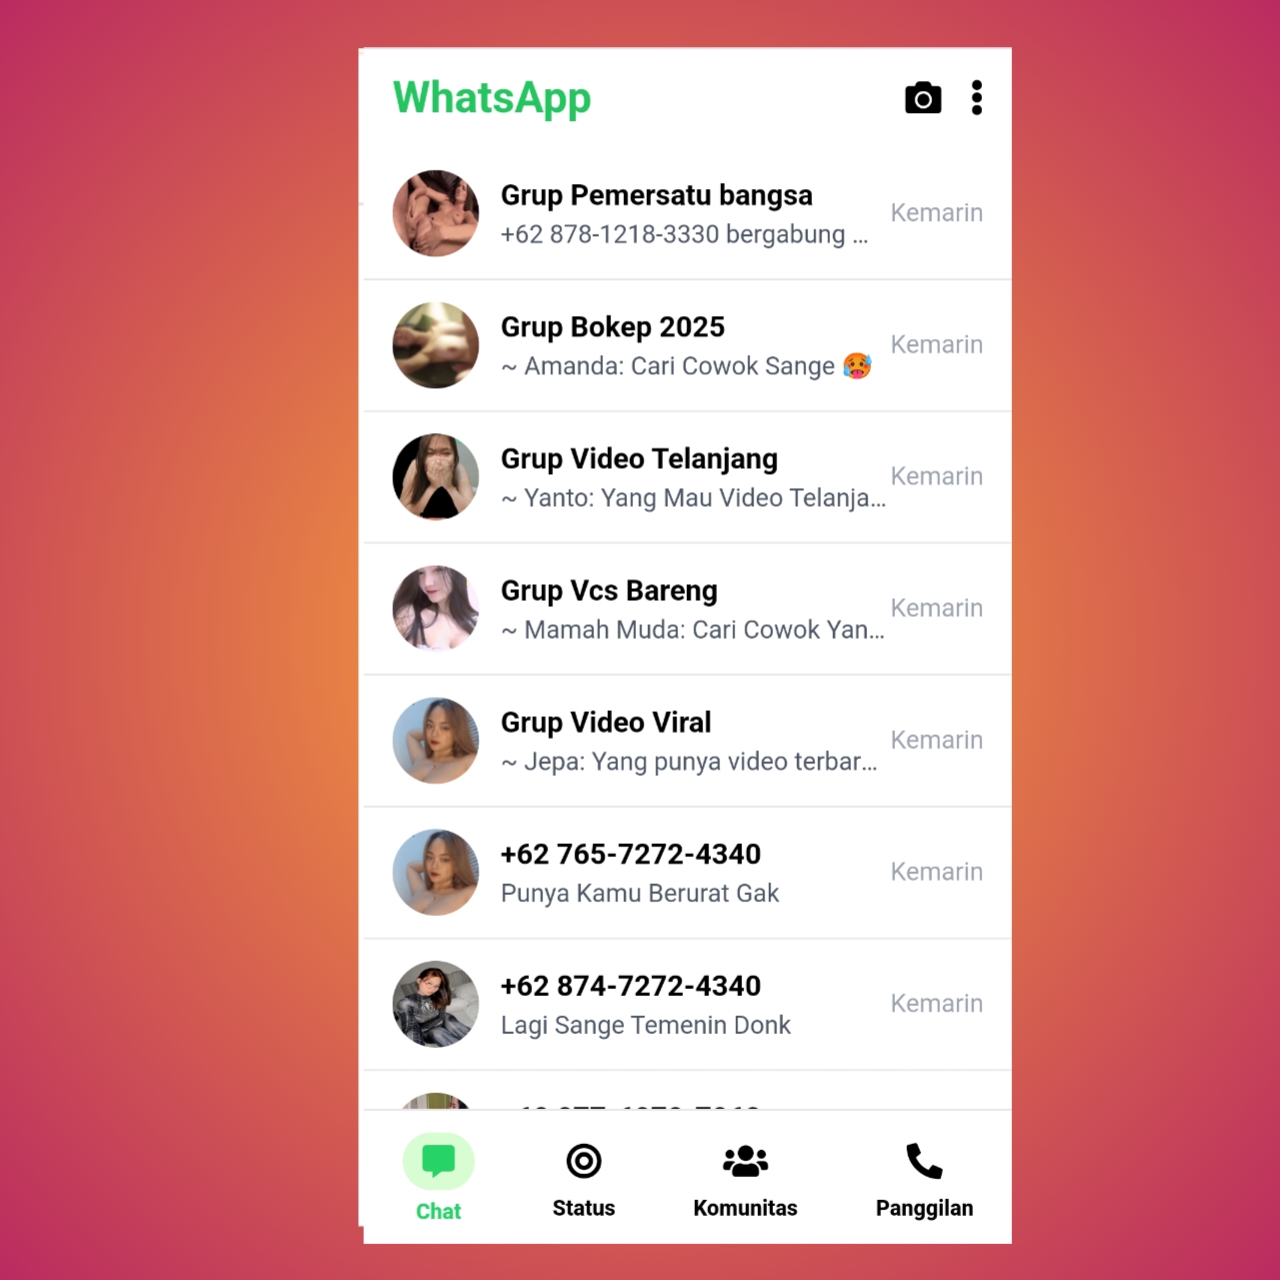 WhatsApp
Grup Pemersatu bangsa
+62 878-1218-3330 bergabung ...
Kemarin
Grup Bokep 2025
~ Amanda: Cari Cowok Sange 🥵
Kemarin
Grup Video Telanjang
~ Yanto: Yang Mau Video Telanja...
Kemarin
Grup Vcs Bareng
~ Mamah Muda: Cari Cowok Yan...
Kemarin
Grup Video Viral
~ Jepa: Yang punya video terbar...
Kemarin
+62 765-7272-4340
Punya Kamu Berurat Gak
Kemarin
+62 874-7272-4340
Lagi Sange Temenin Donk
Kemarin
Chat
Status
Komunitas
Panggilan